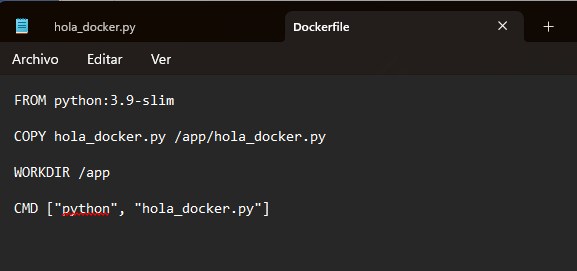 hola_docker.py
Dockerfile
Archivo Editar Ver
FROM python:3.9-slim
COPY hola_docker.py /app/hola_docker.py
WORKDIR /app
CMD ["python", "hola_docker.py"]